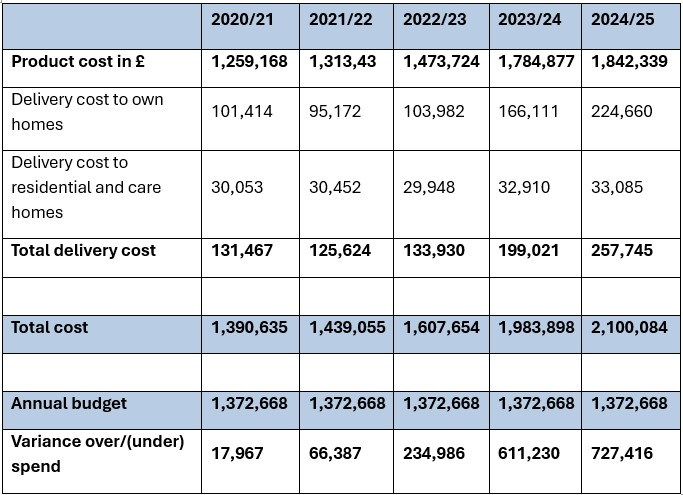 2020/21 2021/22 2022/23 2023/24 2024/25
Product cost in £ 1,259,168 1,313,43 1,473,724 1,784,877 1,842,339
Delivery cost to own
homes 101,414 95,172 103,982 166,111 224,660
Delivery cost to
residential and care
homes 30,053 30,452 29,948 32,910 33,085
Total delivery cost 131,467 125,624 133,930 199,021 257,745
Total cost 1,390,635 1,439,055 1,607,654 1,983,898 2,100,084
Annual budget 1,372,668 1,372,668 1,372,668 1,372,668 1,372,668
Variance over/(under)
spend 17,967 66,387 234,986 611,230 727,416